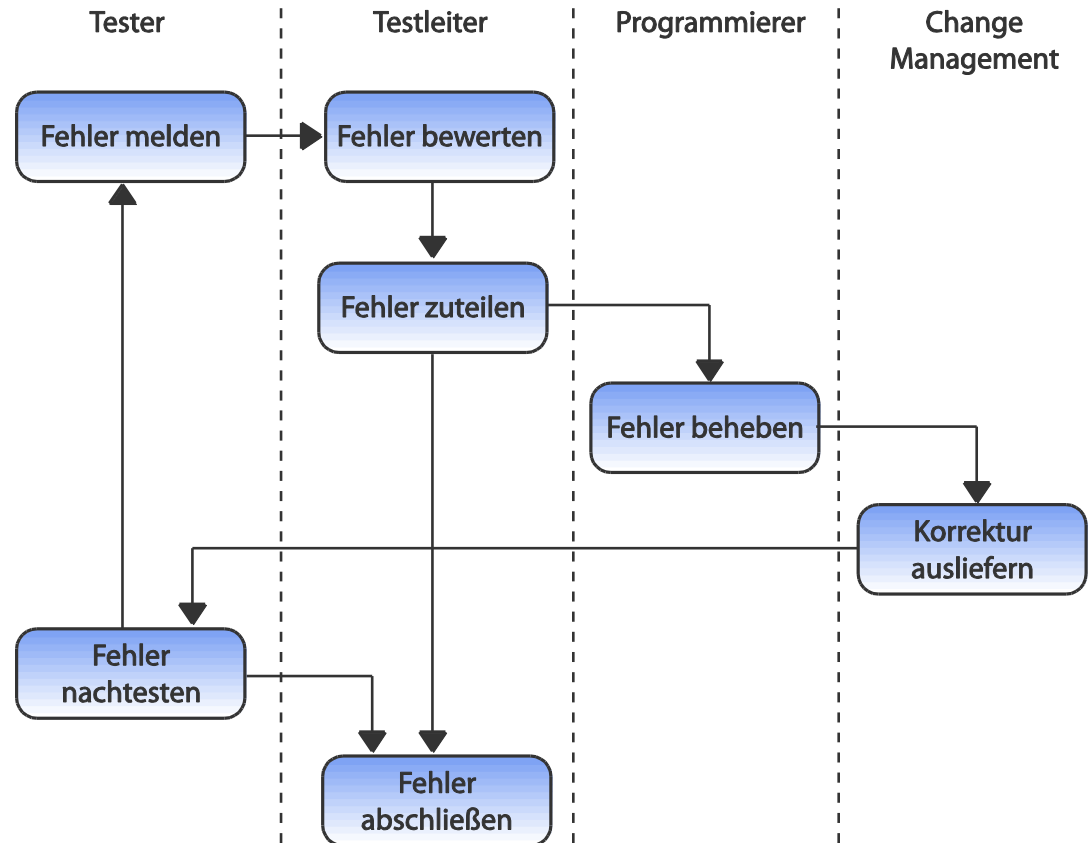 Tester
Testleiter
Programmierer
Change
Management
Fehler melden
Fehler bewerten
Fehler zuteilen
Fehler beheben
Korrektur
ausliefern
Fehler
nachtesten
Fehler
abschließen